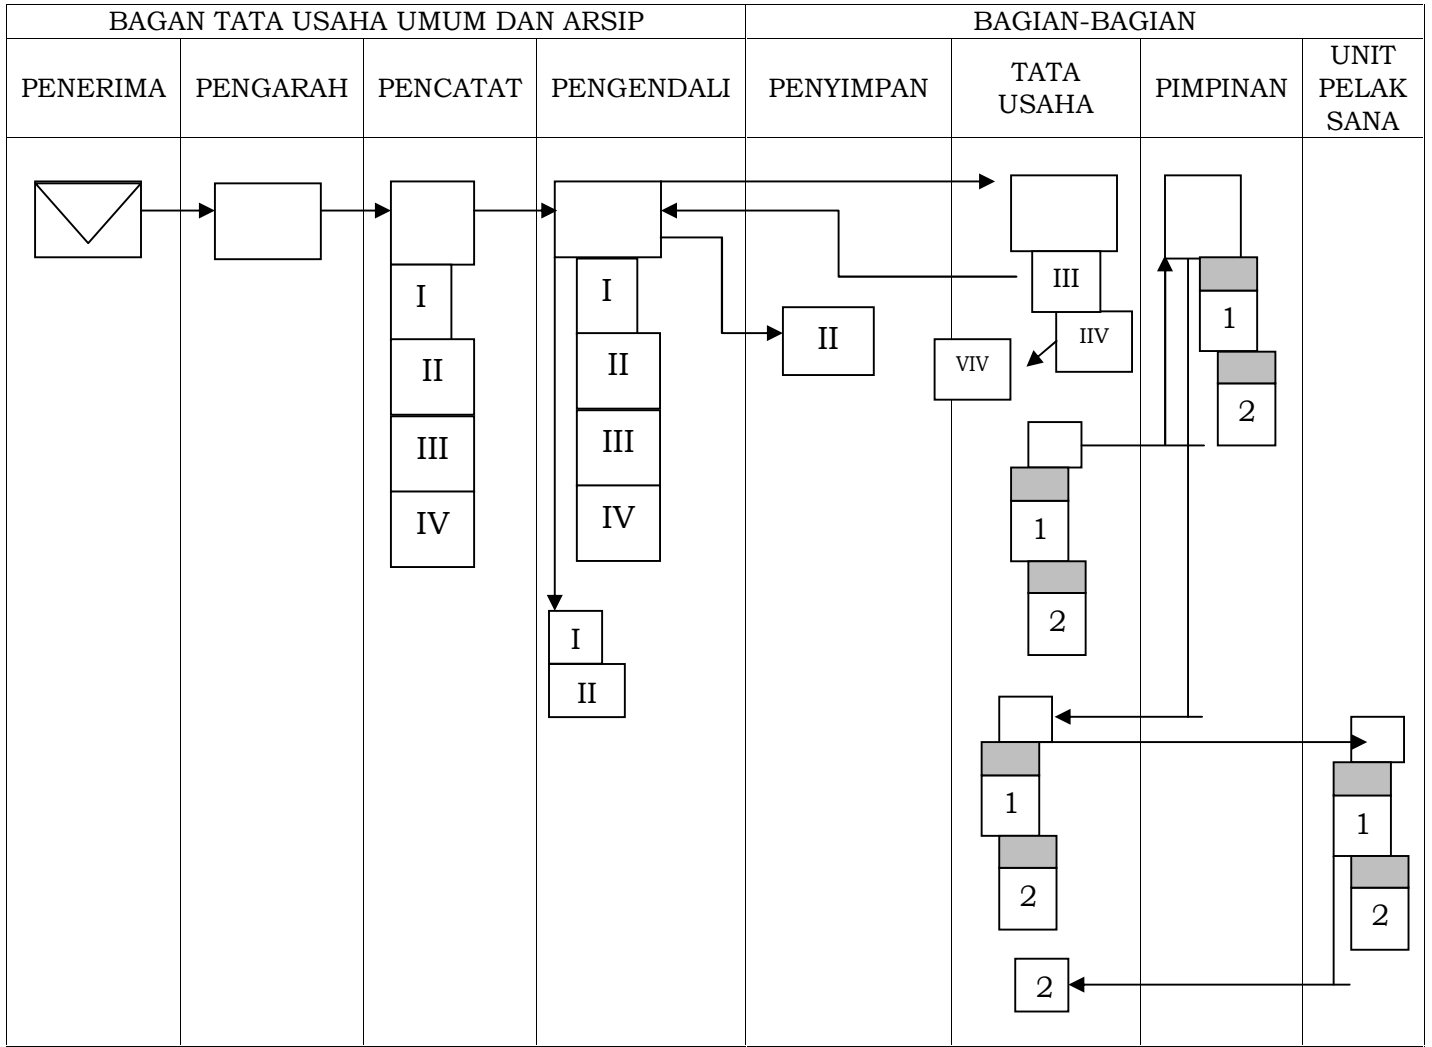 BAGAN TATA USAHA UMUM DAN ARSIP
BAGIAN-BAGIAN
PENERIMA
PENGARAH
PENCATAT
PENGENDALI
PENYIMPAN
TATA
USAHA
PIMPINAN
UNIT
PELAK
SANA
I
II
III
IV
I
II
III
IV
I
II
II
III
IIV
VIV
1
2
1
2
2
1
2
1
2